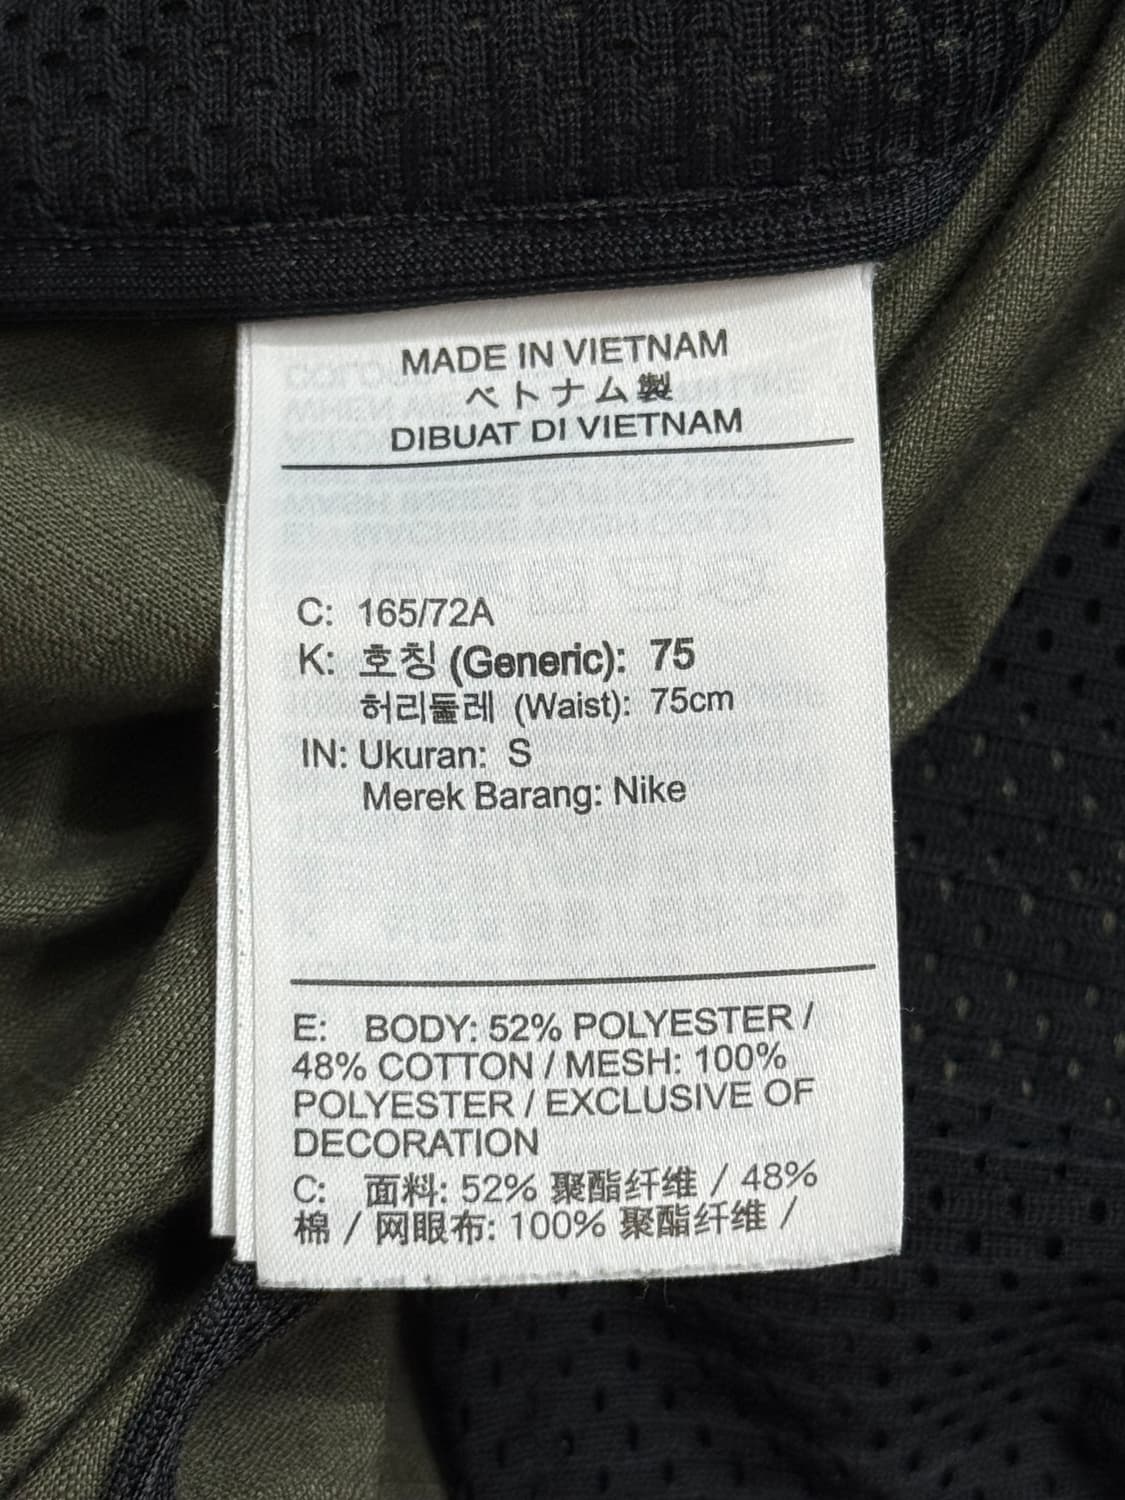 MADE IN VIETNAM
ベトナム製
DIBUAT DI VIETNAM
C: 165/72A
K: 호칭 (Generic): 75
허리둘레 (Waist): 75cm
IN: Ukuran: S
Merek Barang: Nike
E: BODY: 52% POLYESTER /
48% COTTON / MESH: 100%
POLYESTER / EXCLUSIVE OF
DECORATION
C: 面料: 52% 聚酯纤维 / 48%
棉 / 网眼布: 100% 聚酯纤维 /